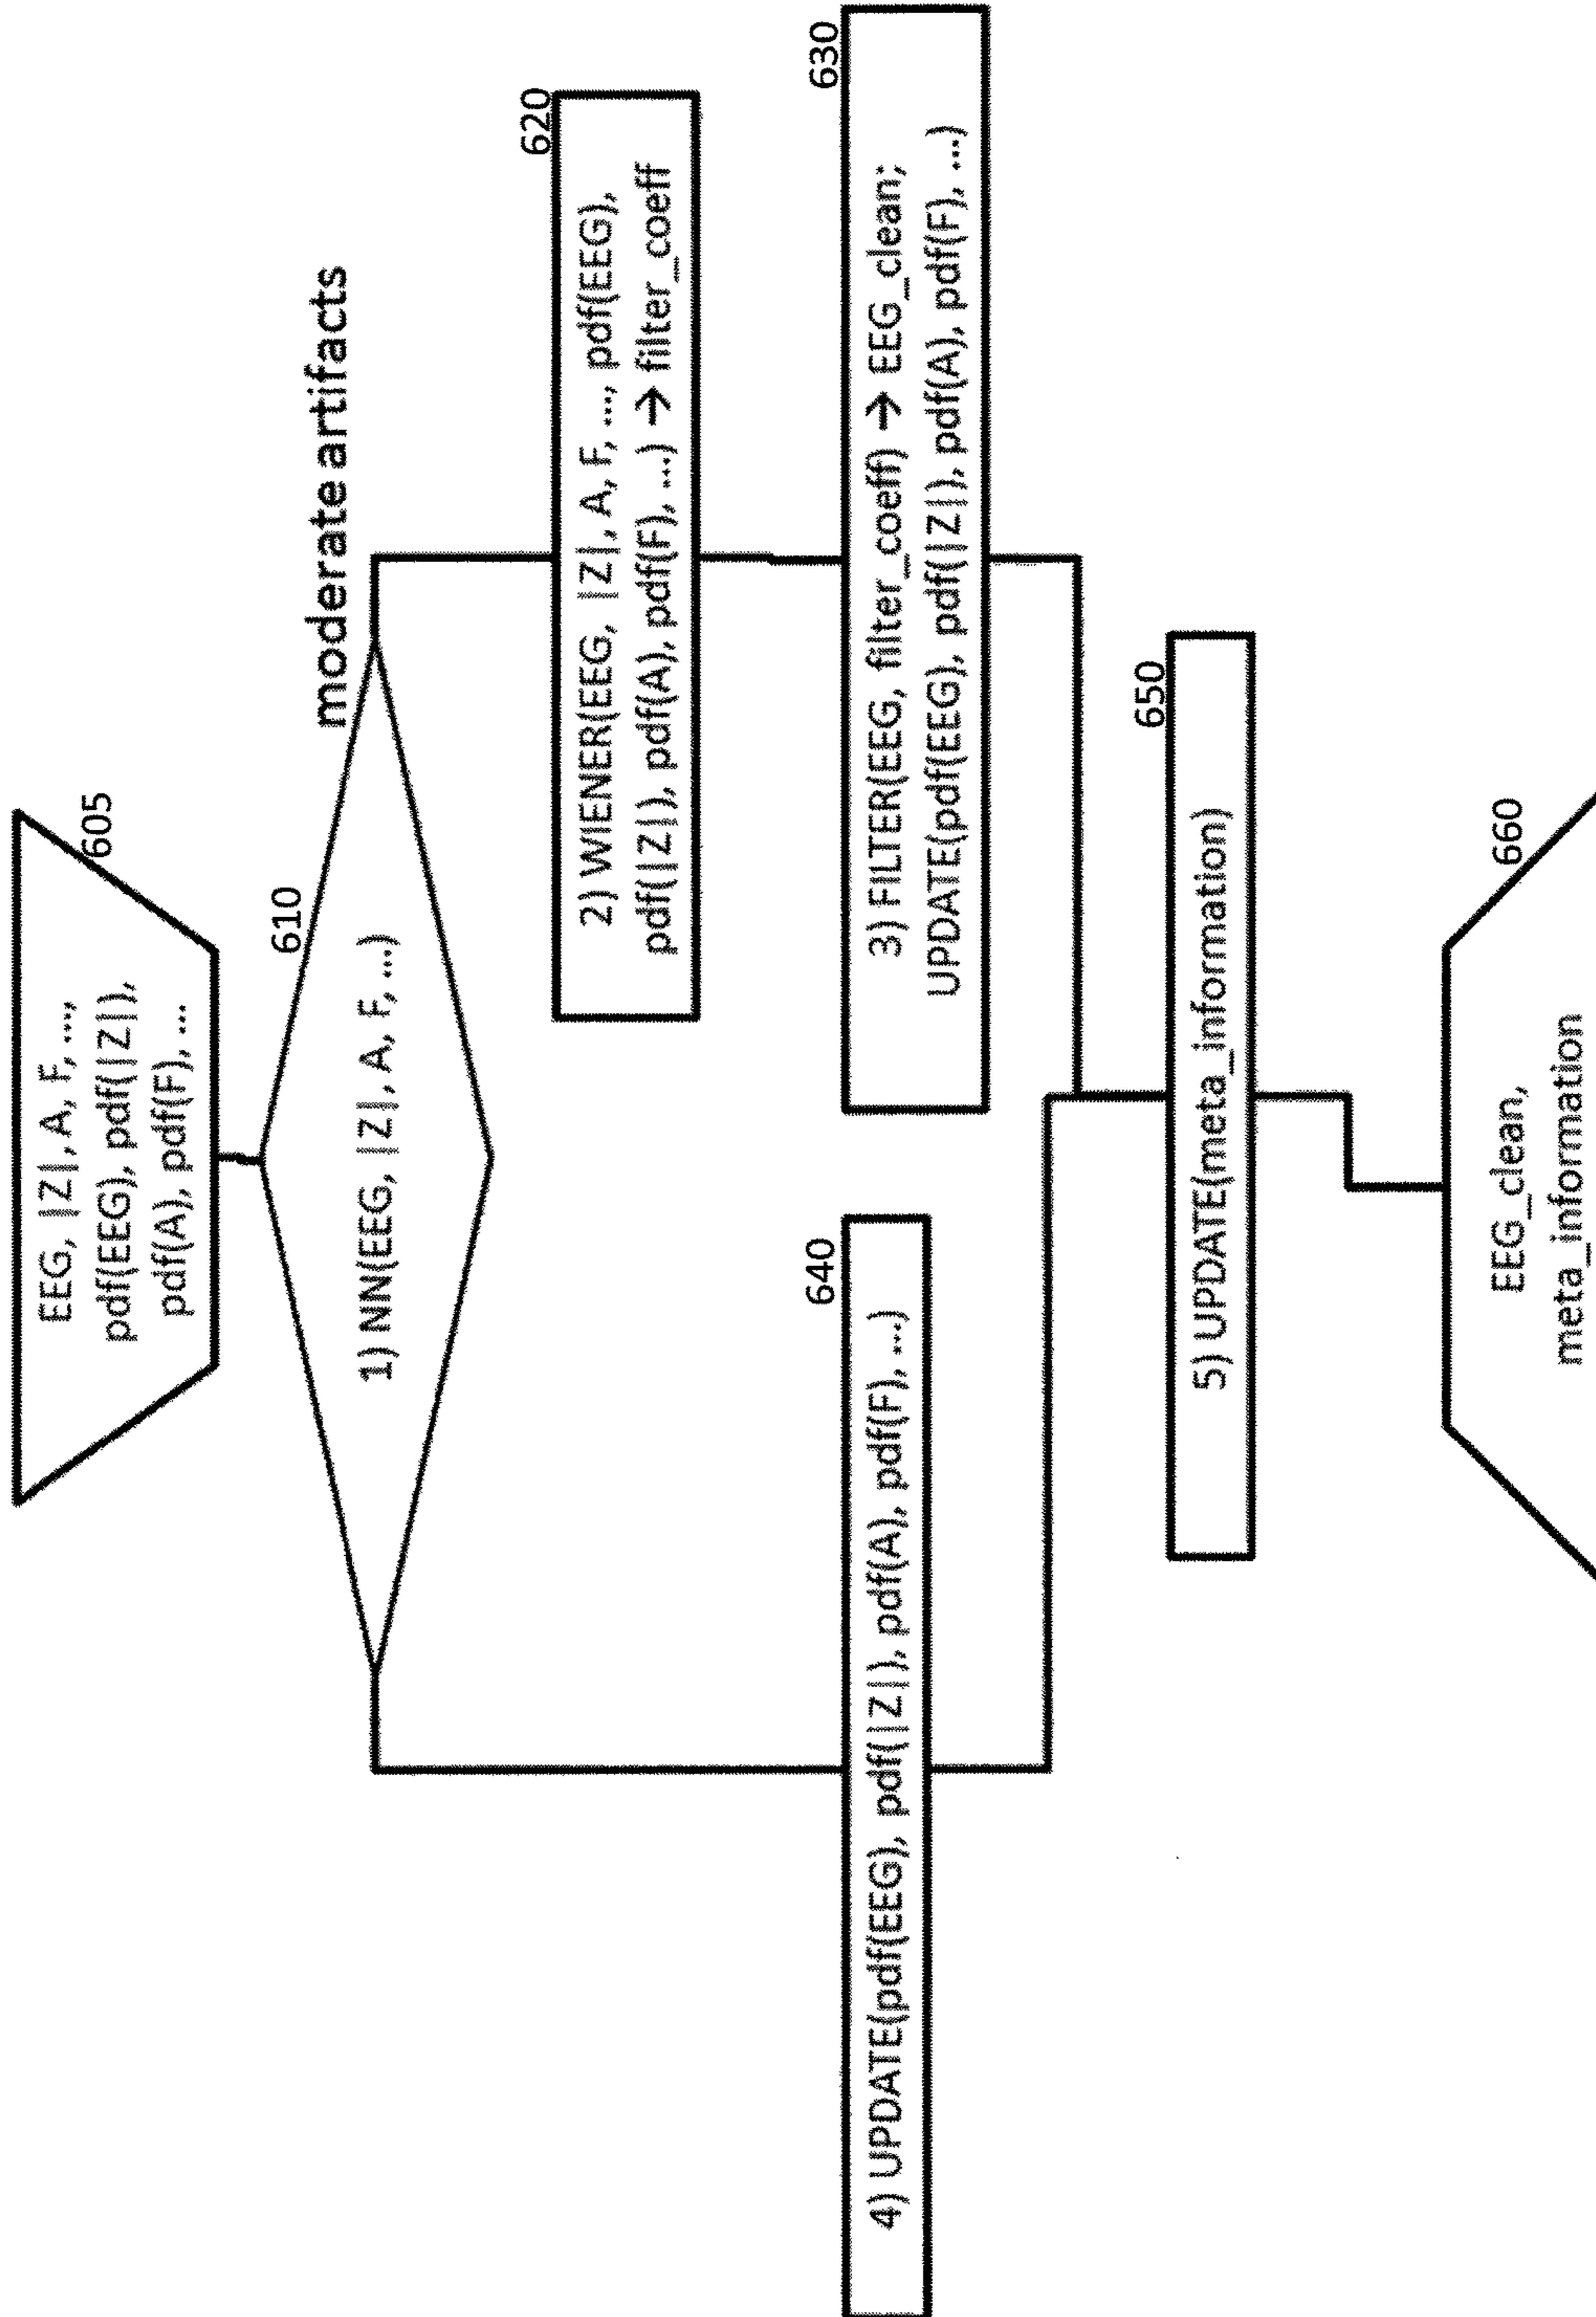 605
EEG, |Z|, A, F, ...,
pdf(EEG), pdf(|Z|),
pdf(A), pdf(F), ...
610
1) NN(EEG, |Z|, A, F, ...)
moderate artifacts
620
2) WIENER(EEG, |Z|, A, F, ..., pdf(EEG),
pdf(|Z|), pdf(A), pdf(F), ...) → filter_coeff
630
3) FILTER(EEG, filter_coeff) → EEG_clean;
UPDATE(pdf(EEG), pdf(|Z|), pdf(A), pdf(F), ...)
640
4) UPDATE(pdf(EEG), pdf(|Z|), pdf(A), pdf(F), ...)
650
5) UPDATE(meta_information)
660
EEG_clean,
meta_information